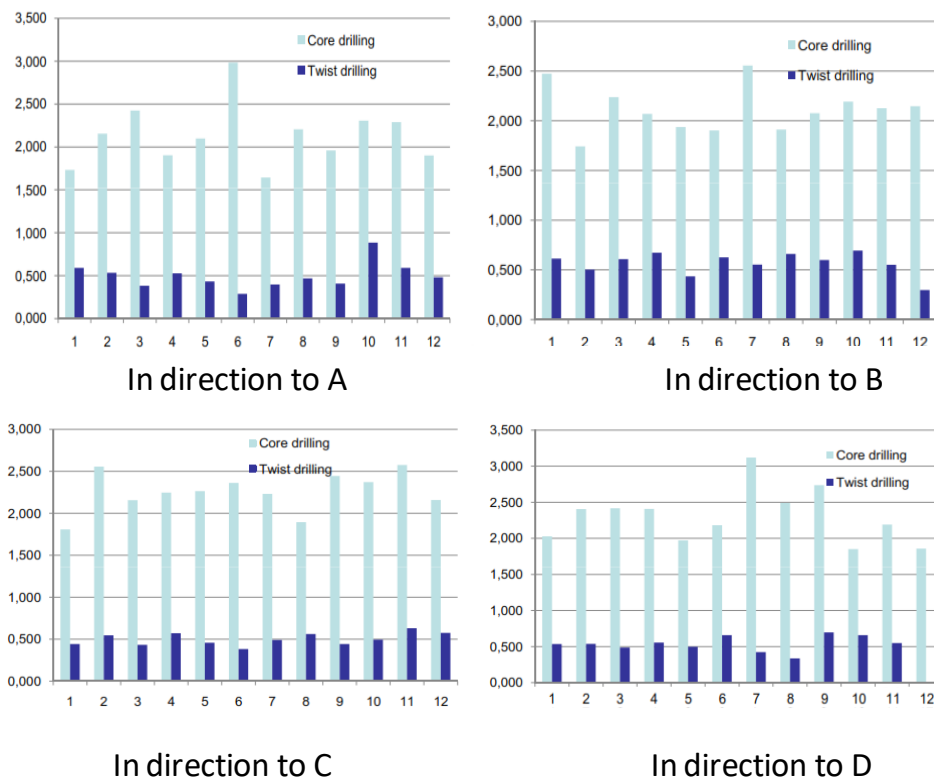 3,500
3,000
2,500
2,000
1,500
1,000
0,500
0,000
Core drilling
Twist drilling
1 2 3 4 5 6 7 8 9 10 11 12
In direction to A
3,000
2,500
2,000
1,500
1,000
0,500
0,000
Core drilling
Twist drilling
1 2 3 4 5 6 7 8 9 10 11 12
In direction to B
3,000
2,500
2,000
1,500
1,000
0,500
0,000
Core drilling
Twist drilling
1 2 3 4 5 6 7 8 9 10 11 12
In direction to C
3,500
3,000
2,500
2,000
1,500
1,000
0,500
0,000
Core drilling
Twist drilling
1 2 3 4 5 6 7 8 9 10 11 12
In direction to D